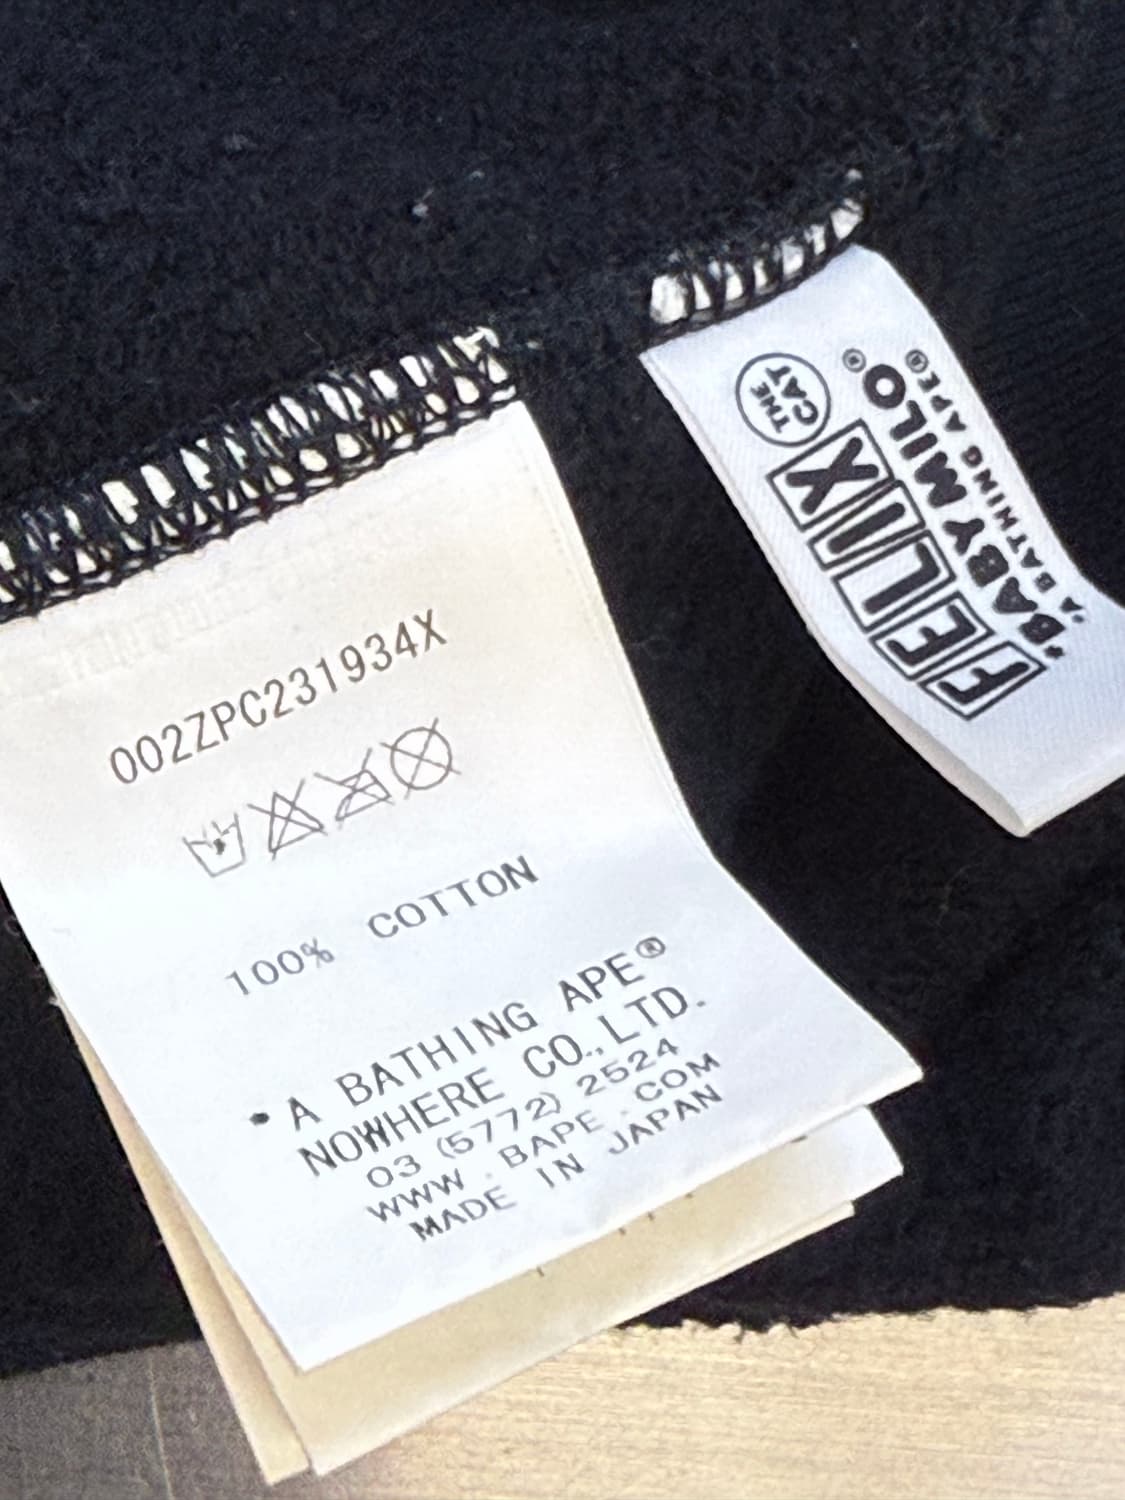 002ZPC231934X
100% COTTON
•A BATHING APE®
NOWHERE CO.,LTD.
03 (5772) 2524
WWW.BAPE.COM
MADE IN JAPAN
FELIX THE CAT
*BABY MILO®
*A BATHING APE®